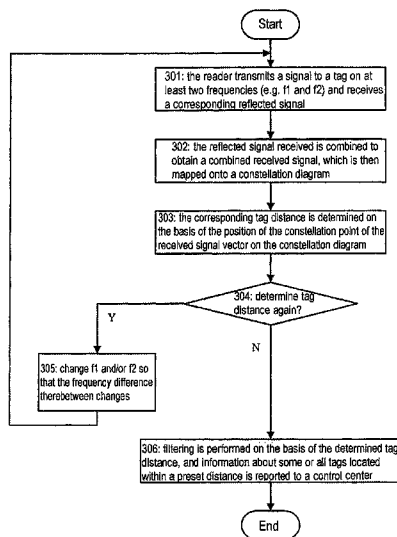 Start
301: the reader transmits a signal to a tag on at
least two frequencies (e.g. f1 and f2) and receives
a corresponding reflected signal
302: the reflected signal received is combined to
obtain a combined received signal, which is then
mapped onto a constellation diagram
303: the corresponding tag distance is determined on
the basis of the position of the constellation point of the
received signal vector on the constellation diagram
304: determine tag
distance again?
Y
N
305: change f1 and/or f2 so
that the frequency difference
therebetween changes
306: filtering is performed on the basis of the determined tag
distance, and information about some or all tags located
within a preset distance is reported to a control center
End